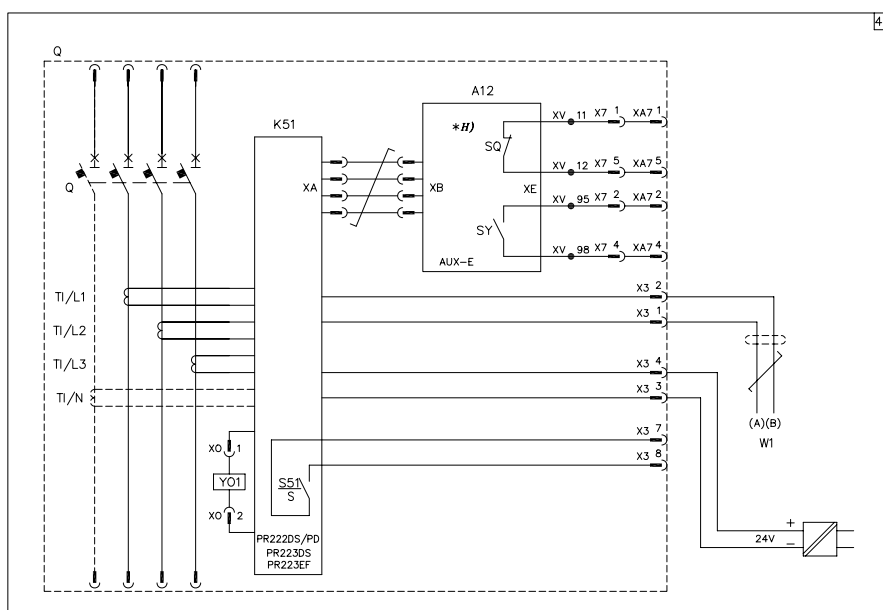 4
Q
A12
K51
*H)
XV 11 X7 1 XA7 1
SQ
XA
XB
XE
XV 12 X7 5 XA7 5
XV 95 X7 2 XA7 2
Q
SY
XV 98 X7 4 XA7 4
AUX-E
TI/L1
X3 2
TI/L2
X3 1
TI/L3
X3 4
TI/N
X3 3
(A)(B)
W1
X3 7
XO 1
X3 8
YO1
S51
S
XO 2
+
24V
−
PR222DS/PD
PR223DS
PR223EF